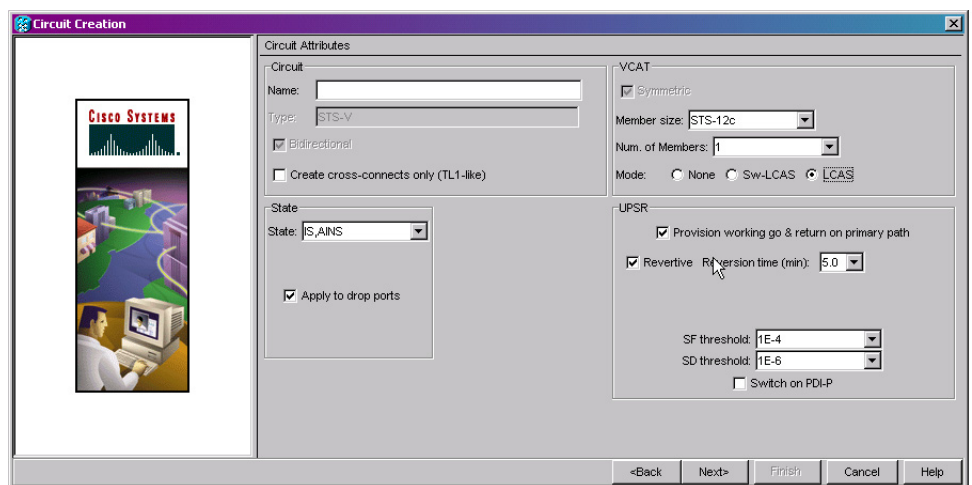 Circuit Creation
CISCO SYSTEMS
Circuit Attributes
Circuit
Name:
Type: STS-V
Bidirectional
Create cross-connects only (TL1-like)
VCAT
Symmetric
Member size: STS-12c
Num. of Members: 1
Mode: None Sw-LCAS LCAS
State
State: IS,AINS
Apply to drop ports
UPSR
Provision working go & return on primary path
Revertive Reversion time (min): 5.0
SF threshold: 1E-4
SD threshold: 1E-6
Switch on PDI-P
<Back Next> Finish Cancel Help